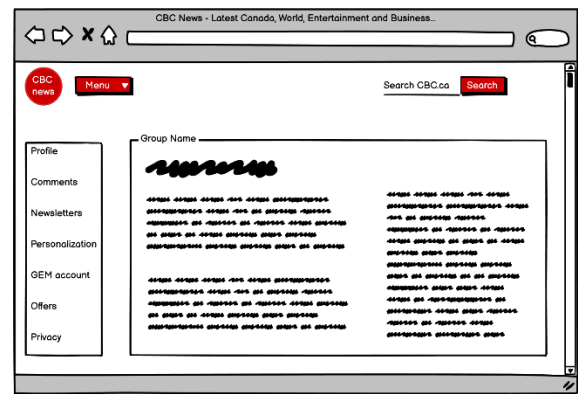 CBC News - Latest Canada, World, Entertainment and Business..
CBC
news
Menu
Search CBC.ca
Search
Group Name
Profile
Comments
Newsletters
Personalization
GEM account
Offers
Privacy